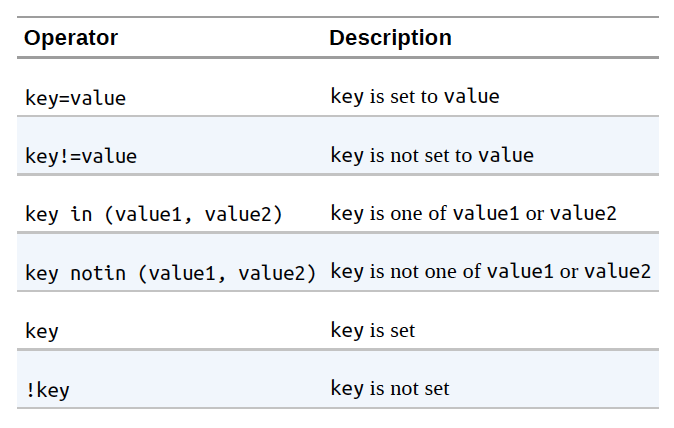 Operator Description
key=value key is set to value
key!=value key is not set to value
key in (value1, value2) key is one of value1 or value2
key notin (value1, value2) key is not one of value1 or value2
key key is set
!key key is not set